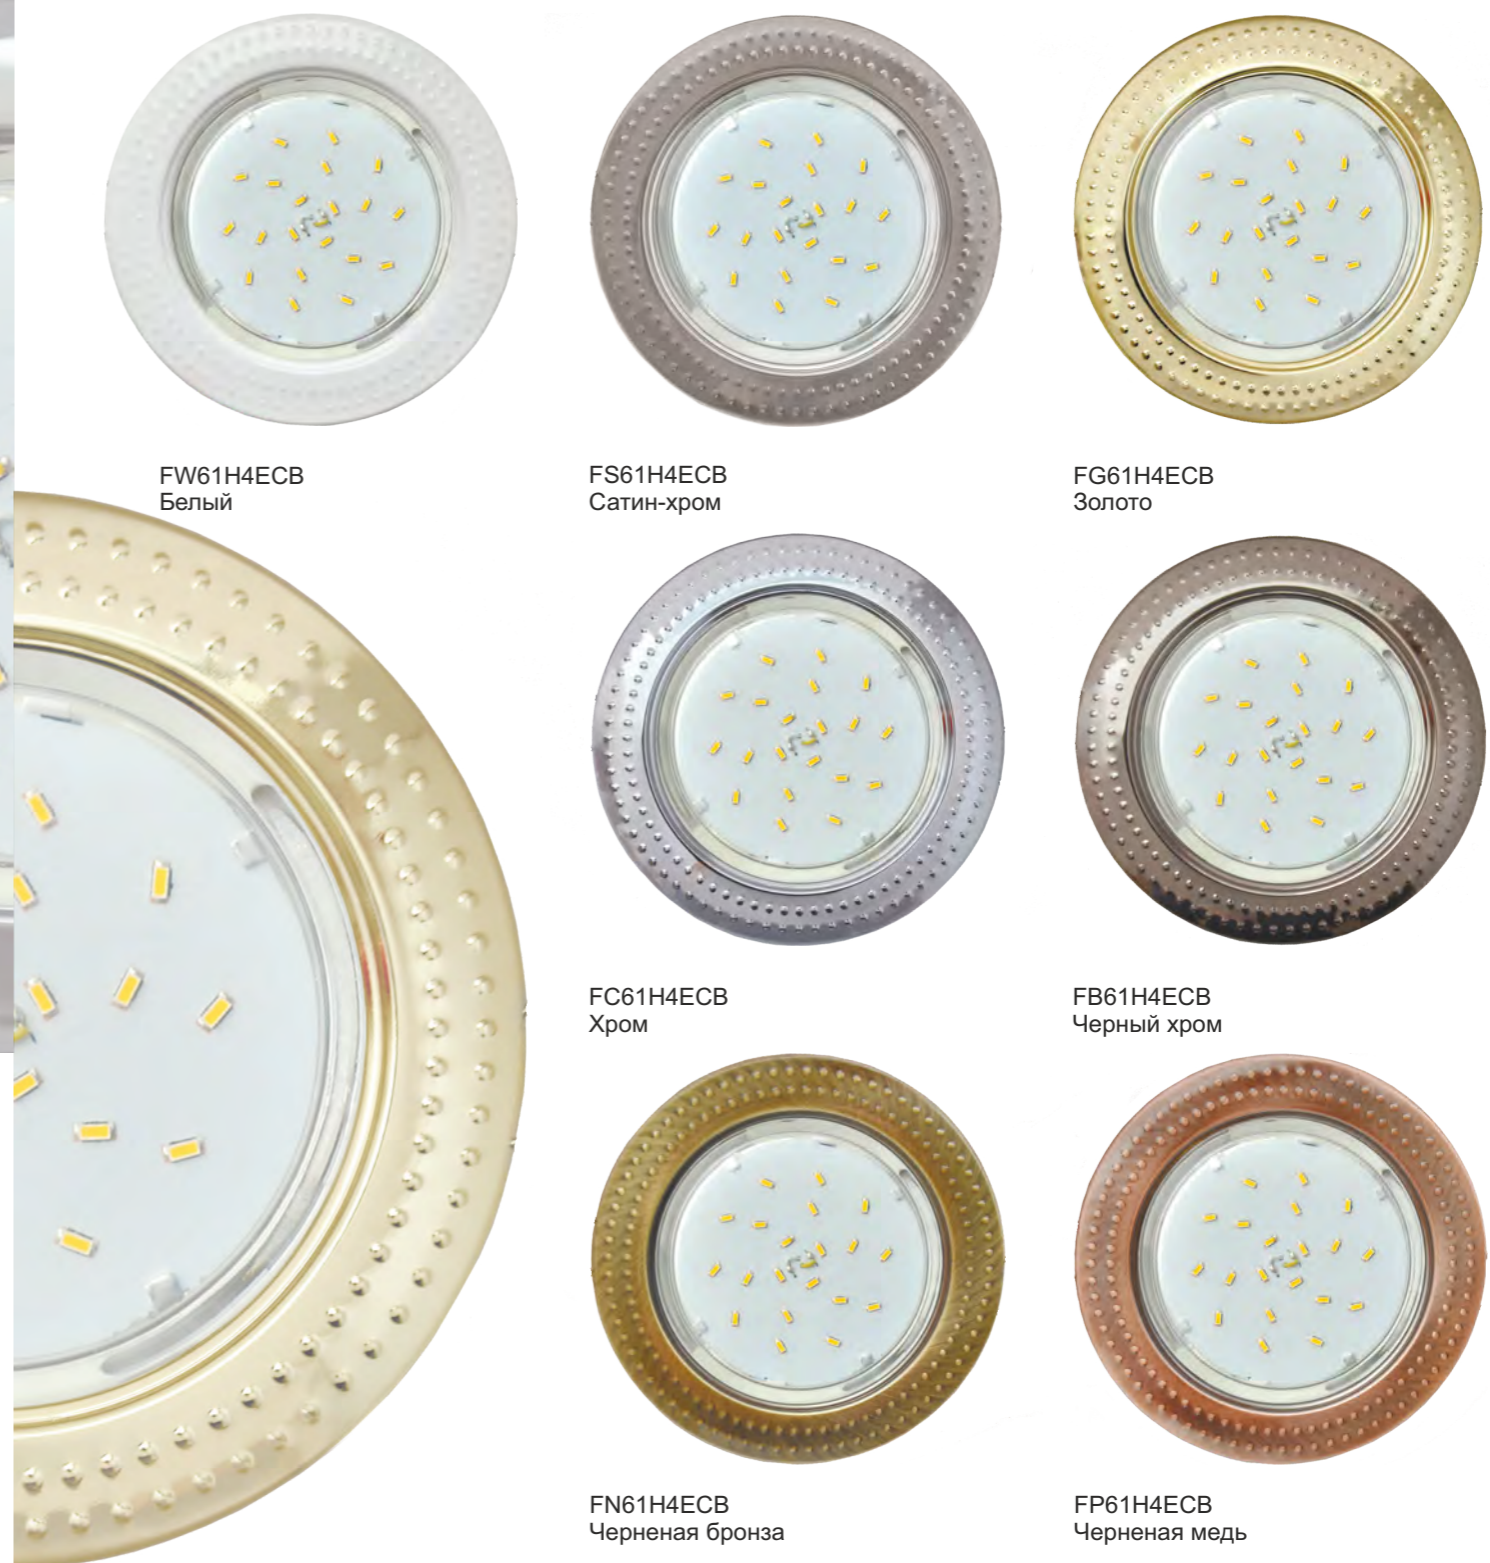 FW61H4ECB
Белый
FS61H4ECB
Сатин-хром
FG61H4ECB
Золото
FC61H4ECB
Хром
FB61H4ECB
Черный хром
FN61H4ECB
Черненая бронза
FP61H4ECB
Черненая медь